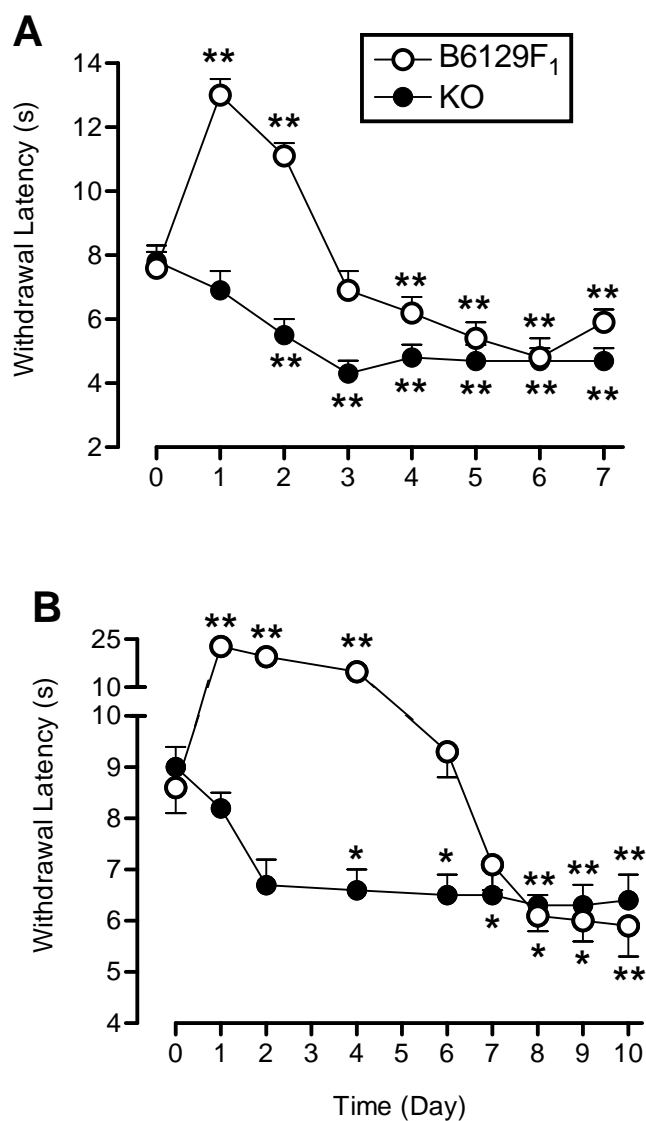 A
B6129F1
KO
Withdrawal Latency (s)
14
12
10
8
6
4
2
** ** ** ** ** **
** ** ** ** ** **
0 1 2 3 4 5 6 7
B
Withdrawal Latency (s)
25
10
10
9
8
7
6
5
4
** ** **
* * ** ** **
* * * **
0 1 2 3 4 5 6 7 8 9 10
Time (Day)